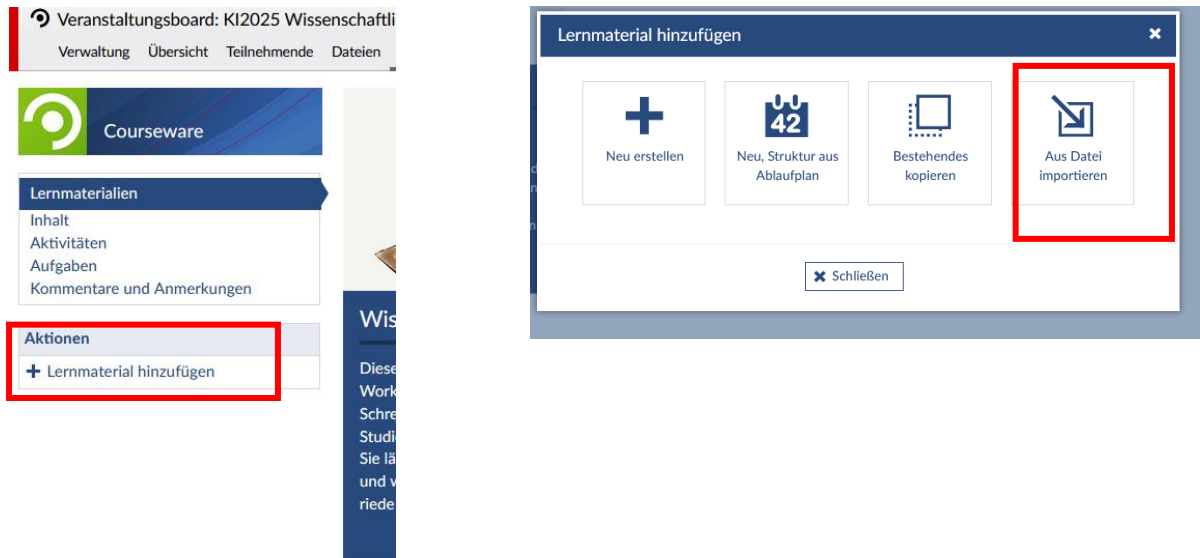 Veranstaltungsboard: KI2025 Wissenschaftli
Verwaltung Übersicht Teilnehmende Dateien
Courseware
Lernmaterialien
Inhalt
Aktivitäten
Aufgaben
Kommentare und Anmerkungen
Aktionen
Lernmaterial hinzufügen
Wis
Diese
Work
Schre
Studi
Sie lä
und v
riede
Lernmaterial hinzufügen
Neu erstellen
42
Neu, Struktur aus
Ablaufplan
Bestehendes
kopieren
Aus Datei
importieren
Schließen